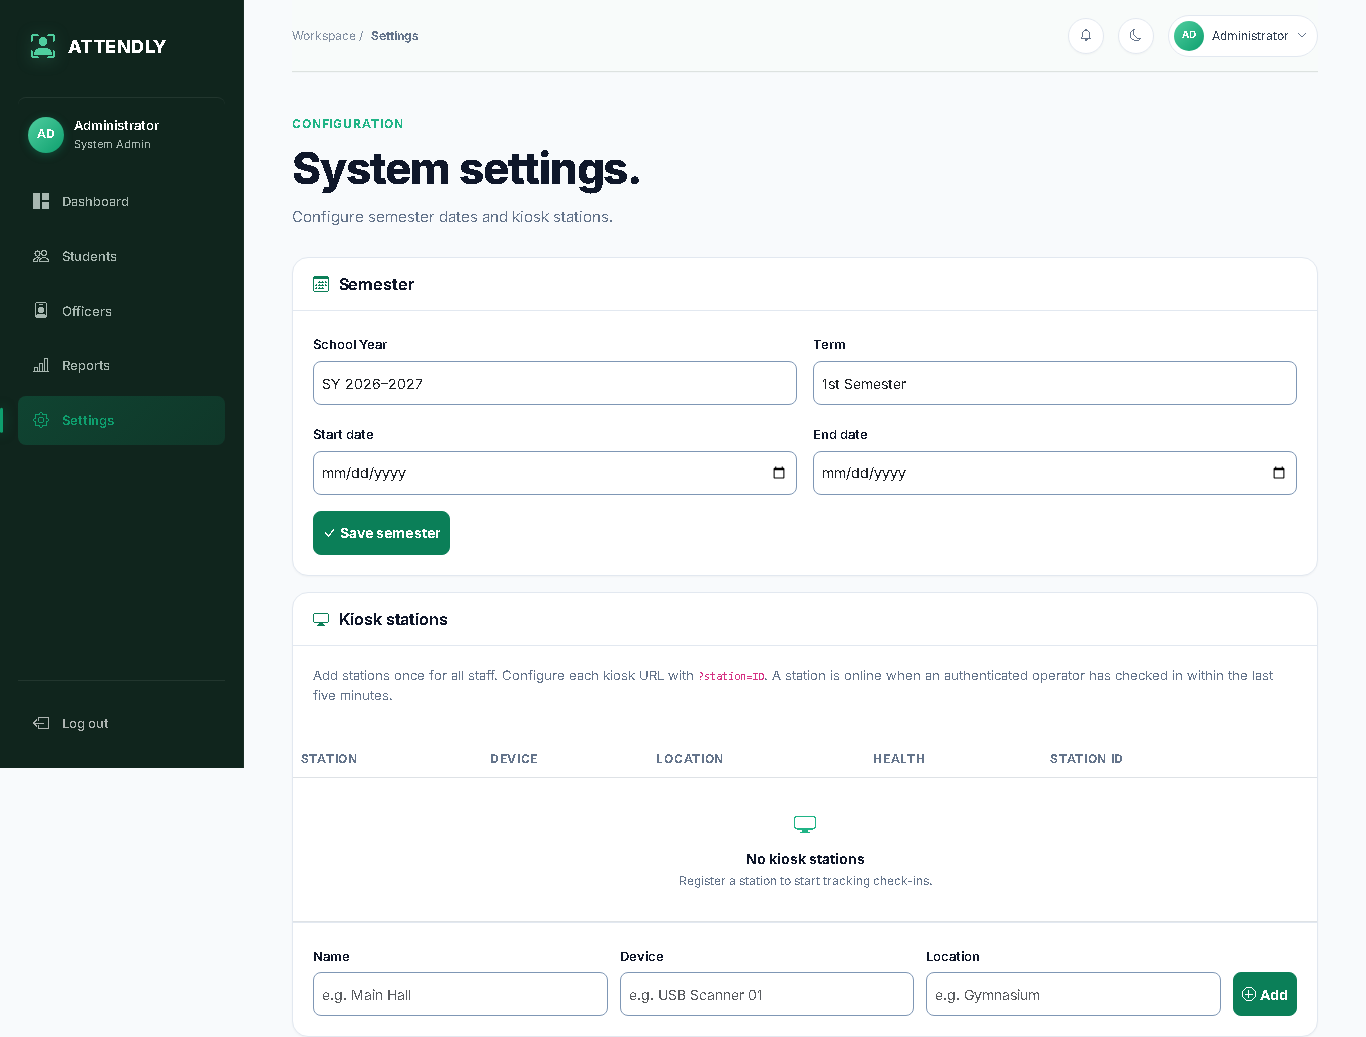 ATTENDLY
AD
Administrator
System Admin
Dashboard
Students
Officers
Reports
Settings
Log out
Workspace / Settings
AD
Administrator
CONFIGURATION
System settings.
Configure semester dates and kiosk stations.
Semester
School Year
Term
SY 2026–2027
1st Semester
Start date
End date
mm/dd/yyyy
mm/dd/yyyy
Save semester
Kiosk stations
Add stations once for all staff. Configure each kiosk URL with ?station=ID. A station is online when an authenticated operator has checked in within the last
five minutes.
STATION DEVICE LOCATION HEALTH STATION ID
No kiosk stations
Register a station to start tracking check-ins.
Name
Device
Location
e.g. Main Hall
e.g. USB Scanner 01
e.g. Gymnasium
Add